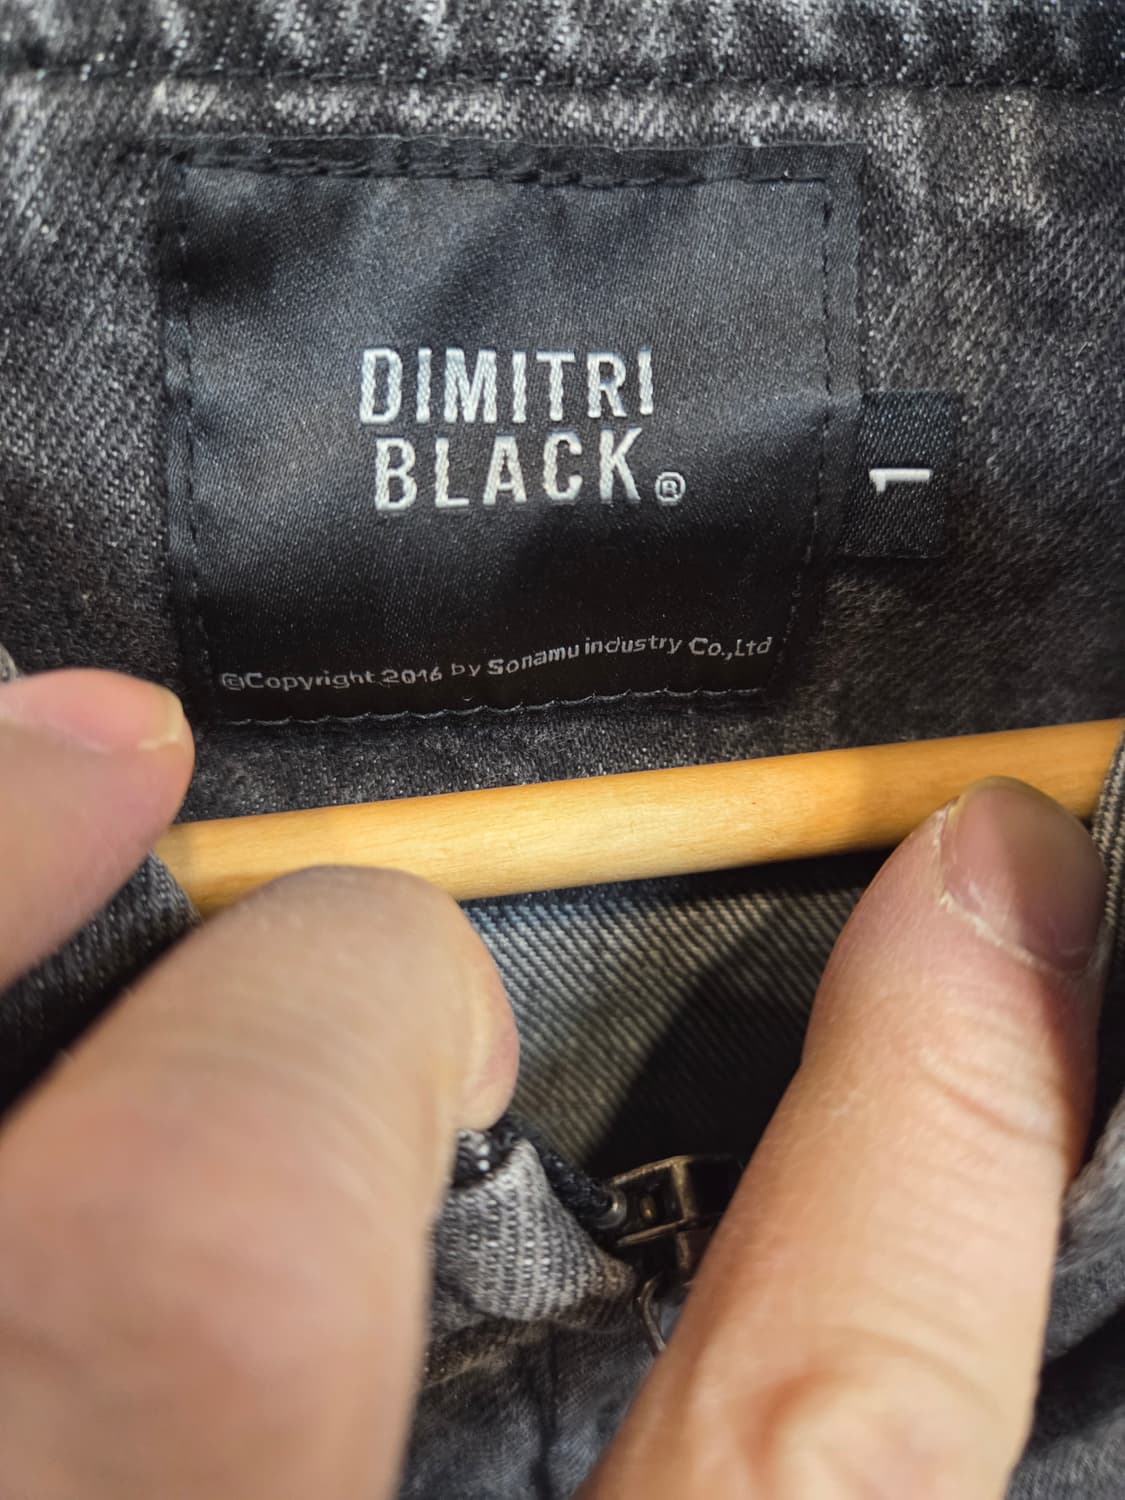 DIMITRI
BLACK®
©Copyright 2016 by Sonamu industry Co.,Ltd
1